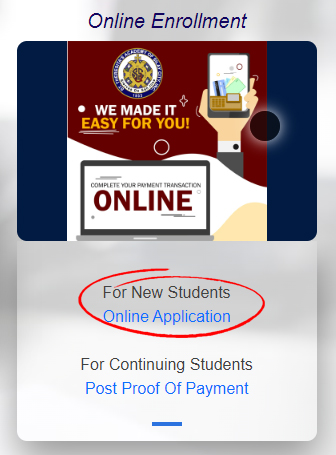 Online Enrollment
WE MADE IT
EASY FOR YOU!
COMPLETE YOUR PAYMENT TRANSACTION
ONLINE
For New Students
Online Application
For Continuing Students
Post Proof Of Payment